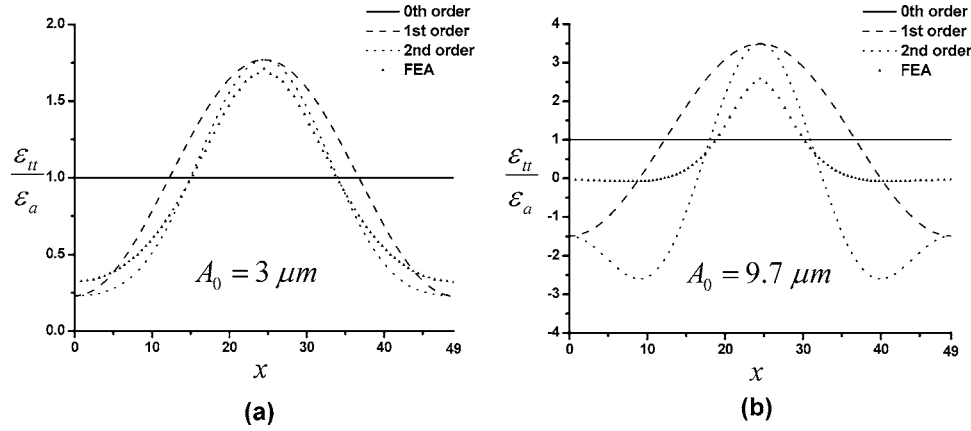 0th order
1st order
2nd order
FEA
2.0
1.5
1.0
0.5
0.0
ε_tt
ε_a
A_0 = 3 μm
0 10 20 30 40 49
x
(a)
0th order
1st order
2nd order
FEA
4
3
2
1
0
-1
-2
-3
-4
ε_tt
ε_a
A_0 = 9.7 μm
0 10 20 30 40 49
x
(b)